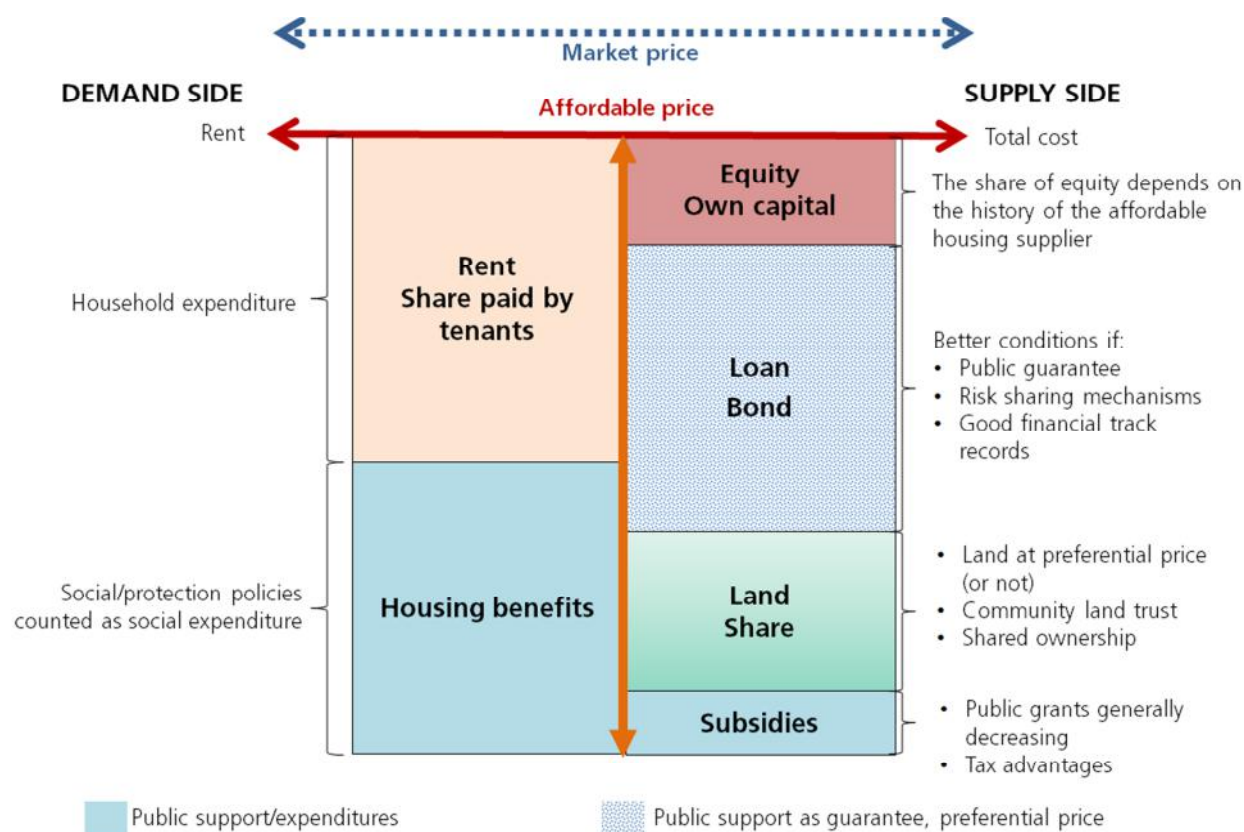 Market price
DEMAND SIDE
SUPPLY SIDE
Affordable price
Rent
Total cost
Household expenditure
Social/protection policies
counted as social expenditure
Rent
Share paid by
tenants
Housing benefits
Equity
Own capital
Loan
Bond
Land
Share
Subsidies
The share of equity depends on
the history of the affordable
housing supplier
Better conditions if:
• Public guarantee
• Risk sharing mechanisms
• Good financial track
records
• Land at preferential price
(or not)
• Community land trust
• Shared ownership
• Public grants generally
decreasing
• Tax advantages
Public support/expenditures
Public support as guarantee, preferential price